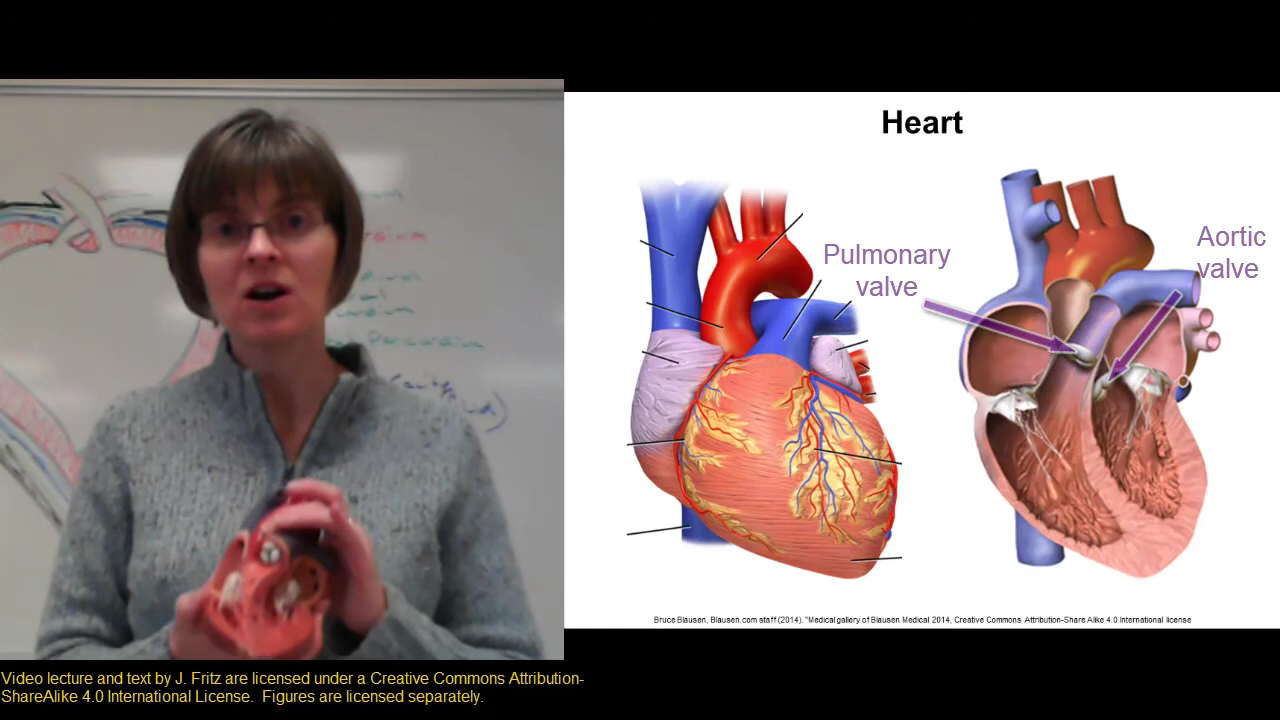 Heart
Pulmonary
valve
Aortic
valve
Bruce Blausen, Blausen.com staff (2014). "Medical gallery of Blausen Medical 2014, Creative Commons Attribution-Share Alike 4.0 International license
Video lecture and text by J. Fritz are licensed under a Creative Commons Attribution-
ShareAlike 4.0 International License. Figures are licensed separately.